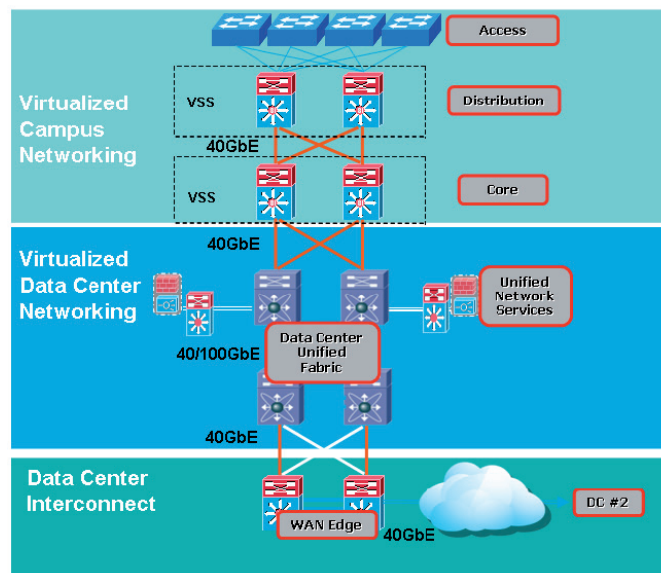 Access
Virtualized
Campus
Networking
VSS
Distribution
40GbE
VSS
Core
40GbE
Virtualized
Data Center
Networking
Unified
Network
Services
40/100GbE
Data Center
Unified
Fabric
40GbE
Data Center
Interconnect
WAN Edge
40GbE
DC #2